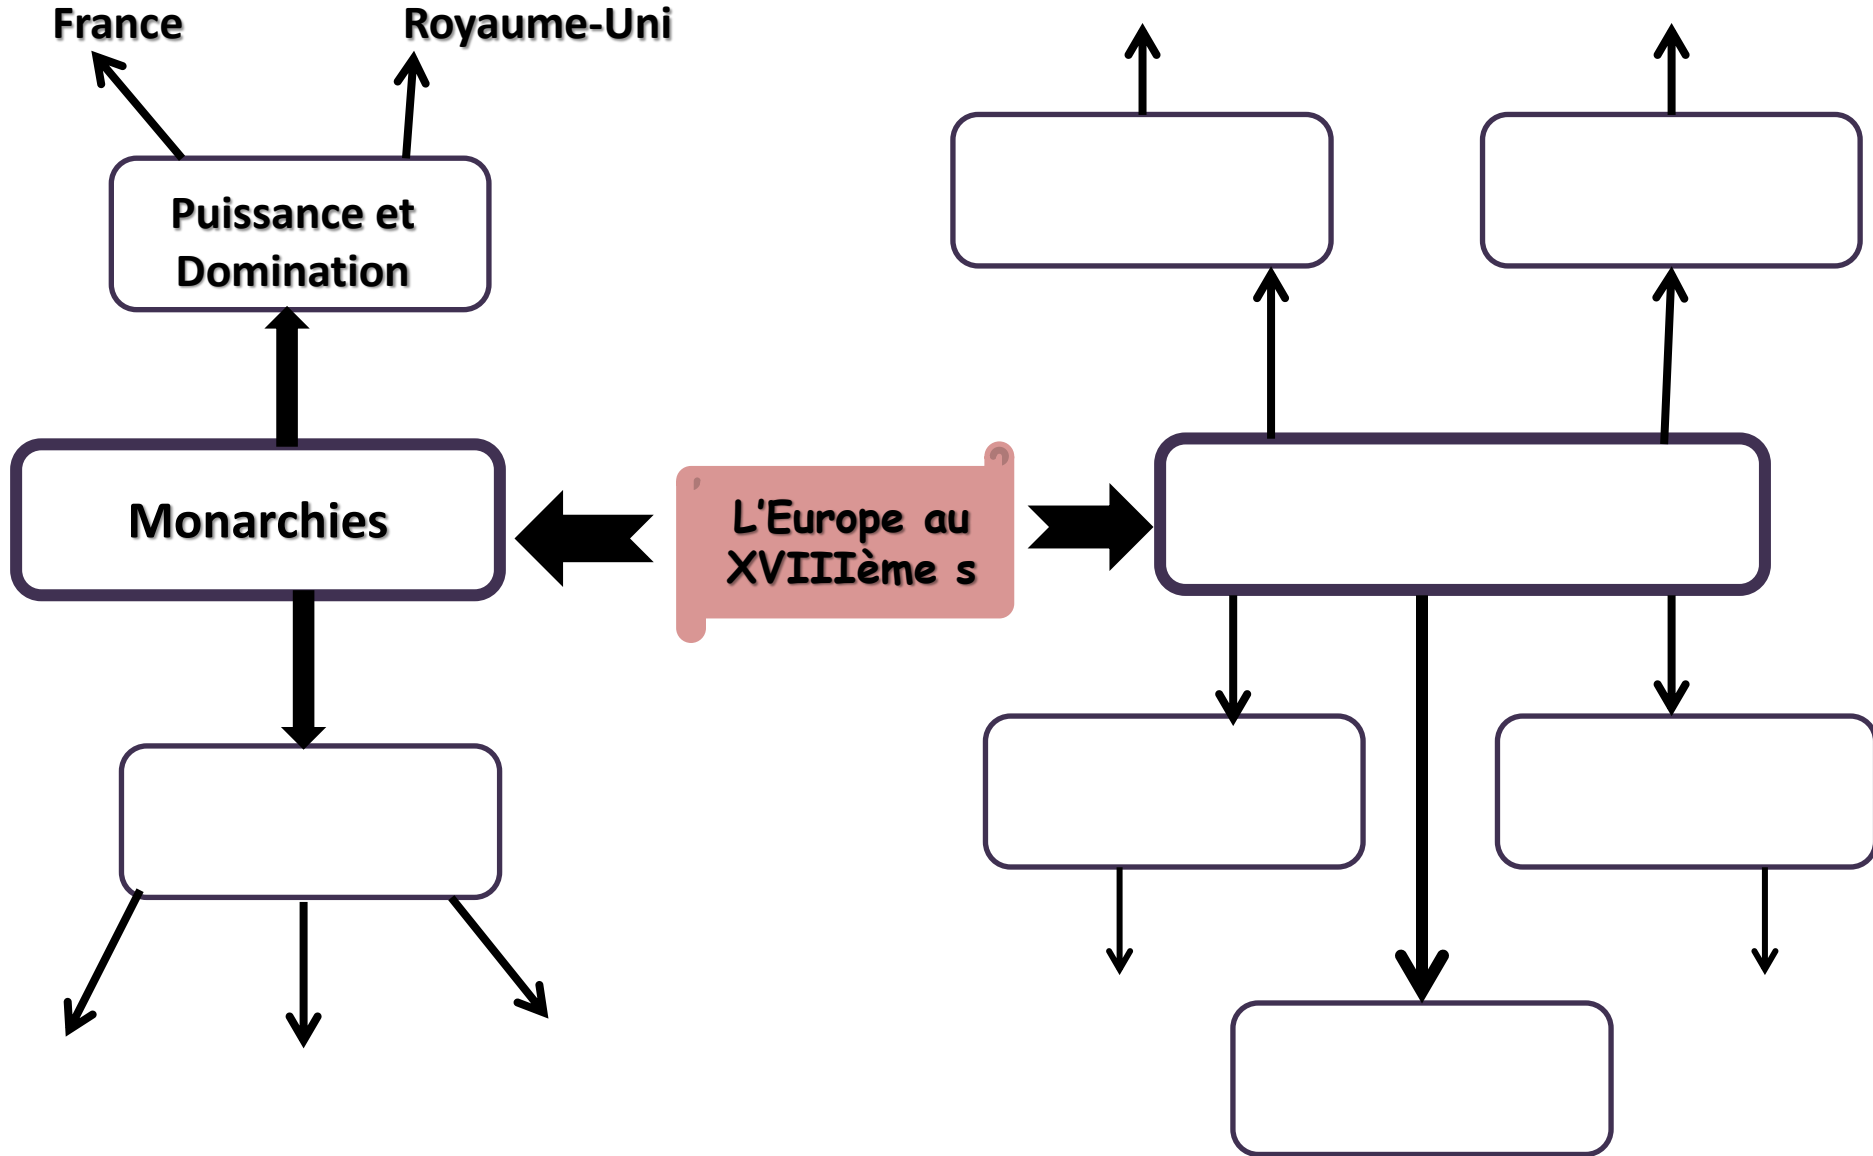 France
Royaume-Uni
Puissance et
Domination
Monarchies
L'Europe au
XVIIIème s